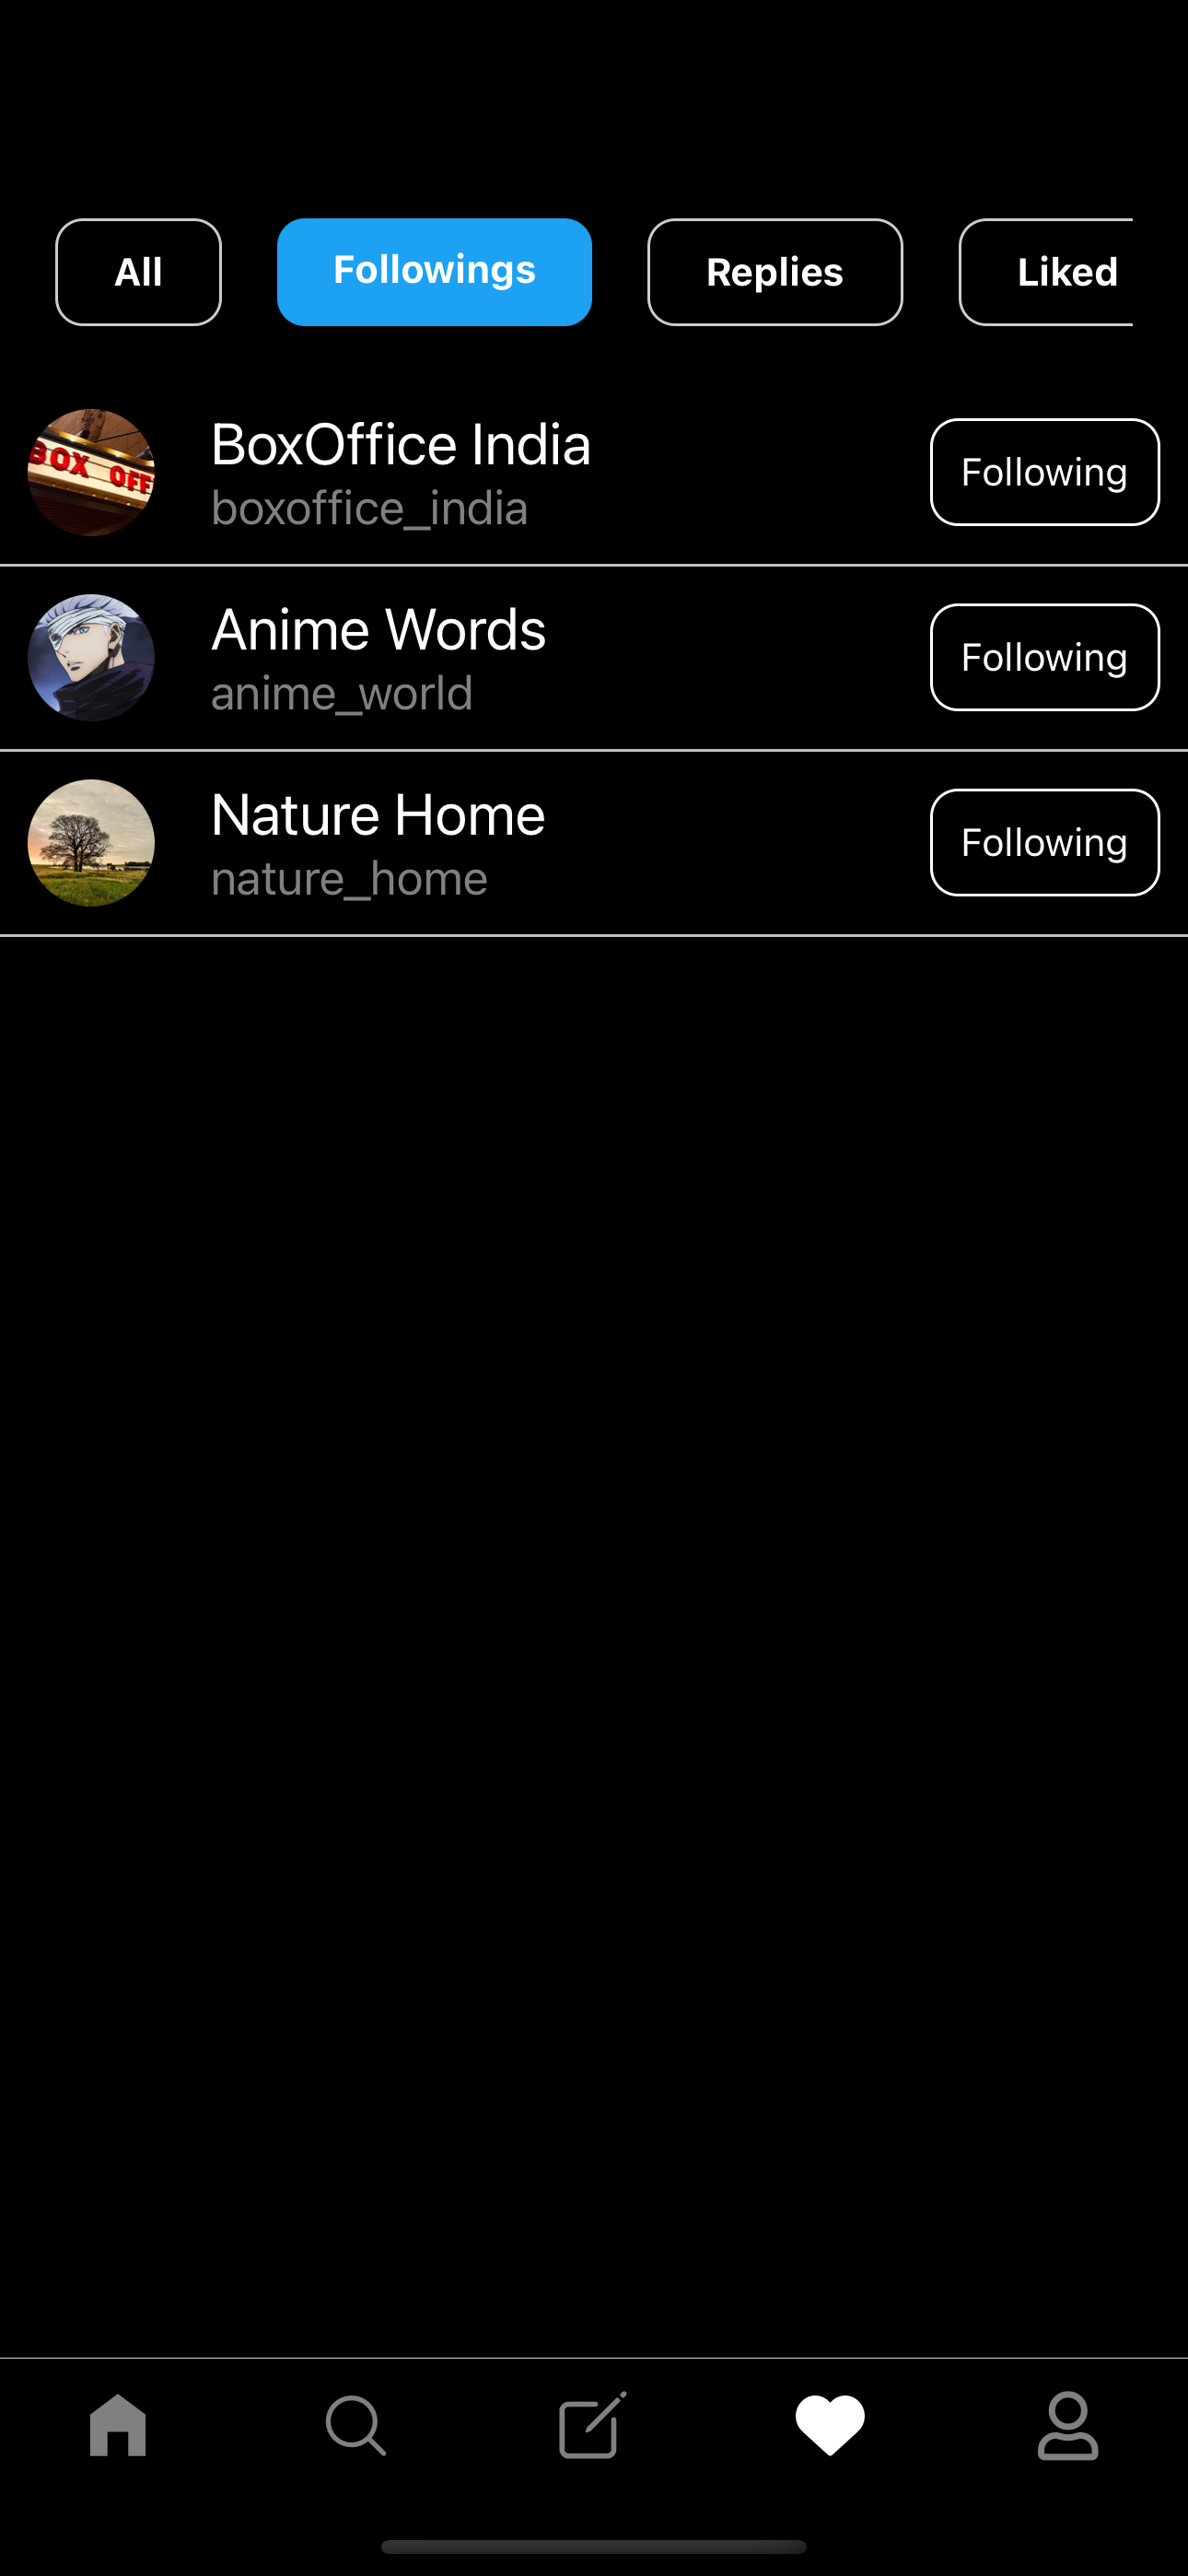 All
Followings
Replies
Liked
BOX OFF
BoxOffice India
boxoffice_india
Following
Anime Words
anime_world
Following
Nature Home
nature_home
Following